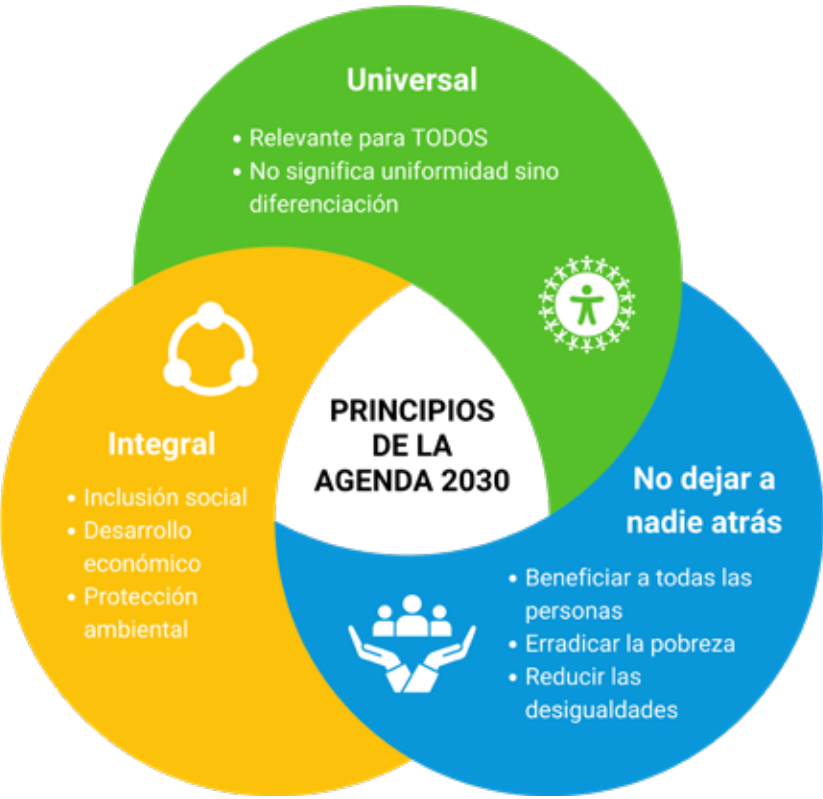 Universal
• Relevante para TODOS
• No significa uniformidad sino
diferenciación
PRINCIPIOS
DE LA
AGENDA 2030
Integral
• Inclusión social
• Desarrollo
económico
• Protección
ambiental
No dejar a
nadie atrás
• Beneficiar a todas las
personas
• Erradicar la pobreza
• Reducir las
desigualdades